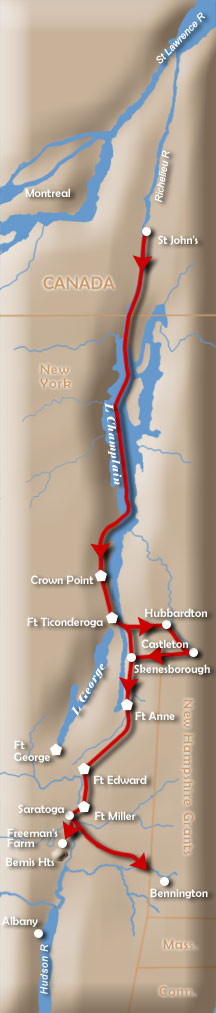 St Lawrence R
Richelieu R
Montreal
St John's
CANADA
New
York
L Champlain
Crown Point
Hubbardton
Ft Ticonderoga
Castleton
Skenesborough
L George
New Hampshire Grants.
Ft Anne
Ft
George
Ft Edward
Saratoga
Ft Miller
Freeman's
Farm
Bemis Hts
Bennington
Albany
Mass.
Hudson R
Conn.